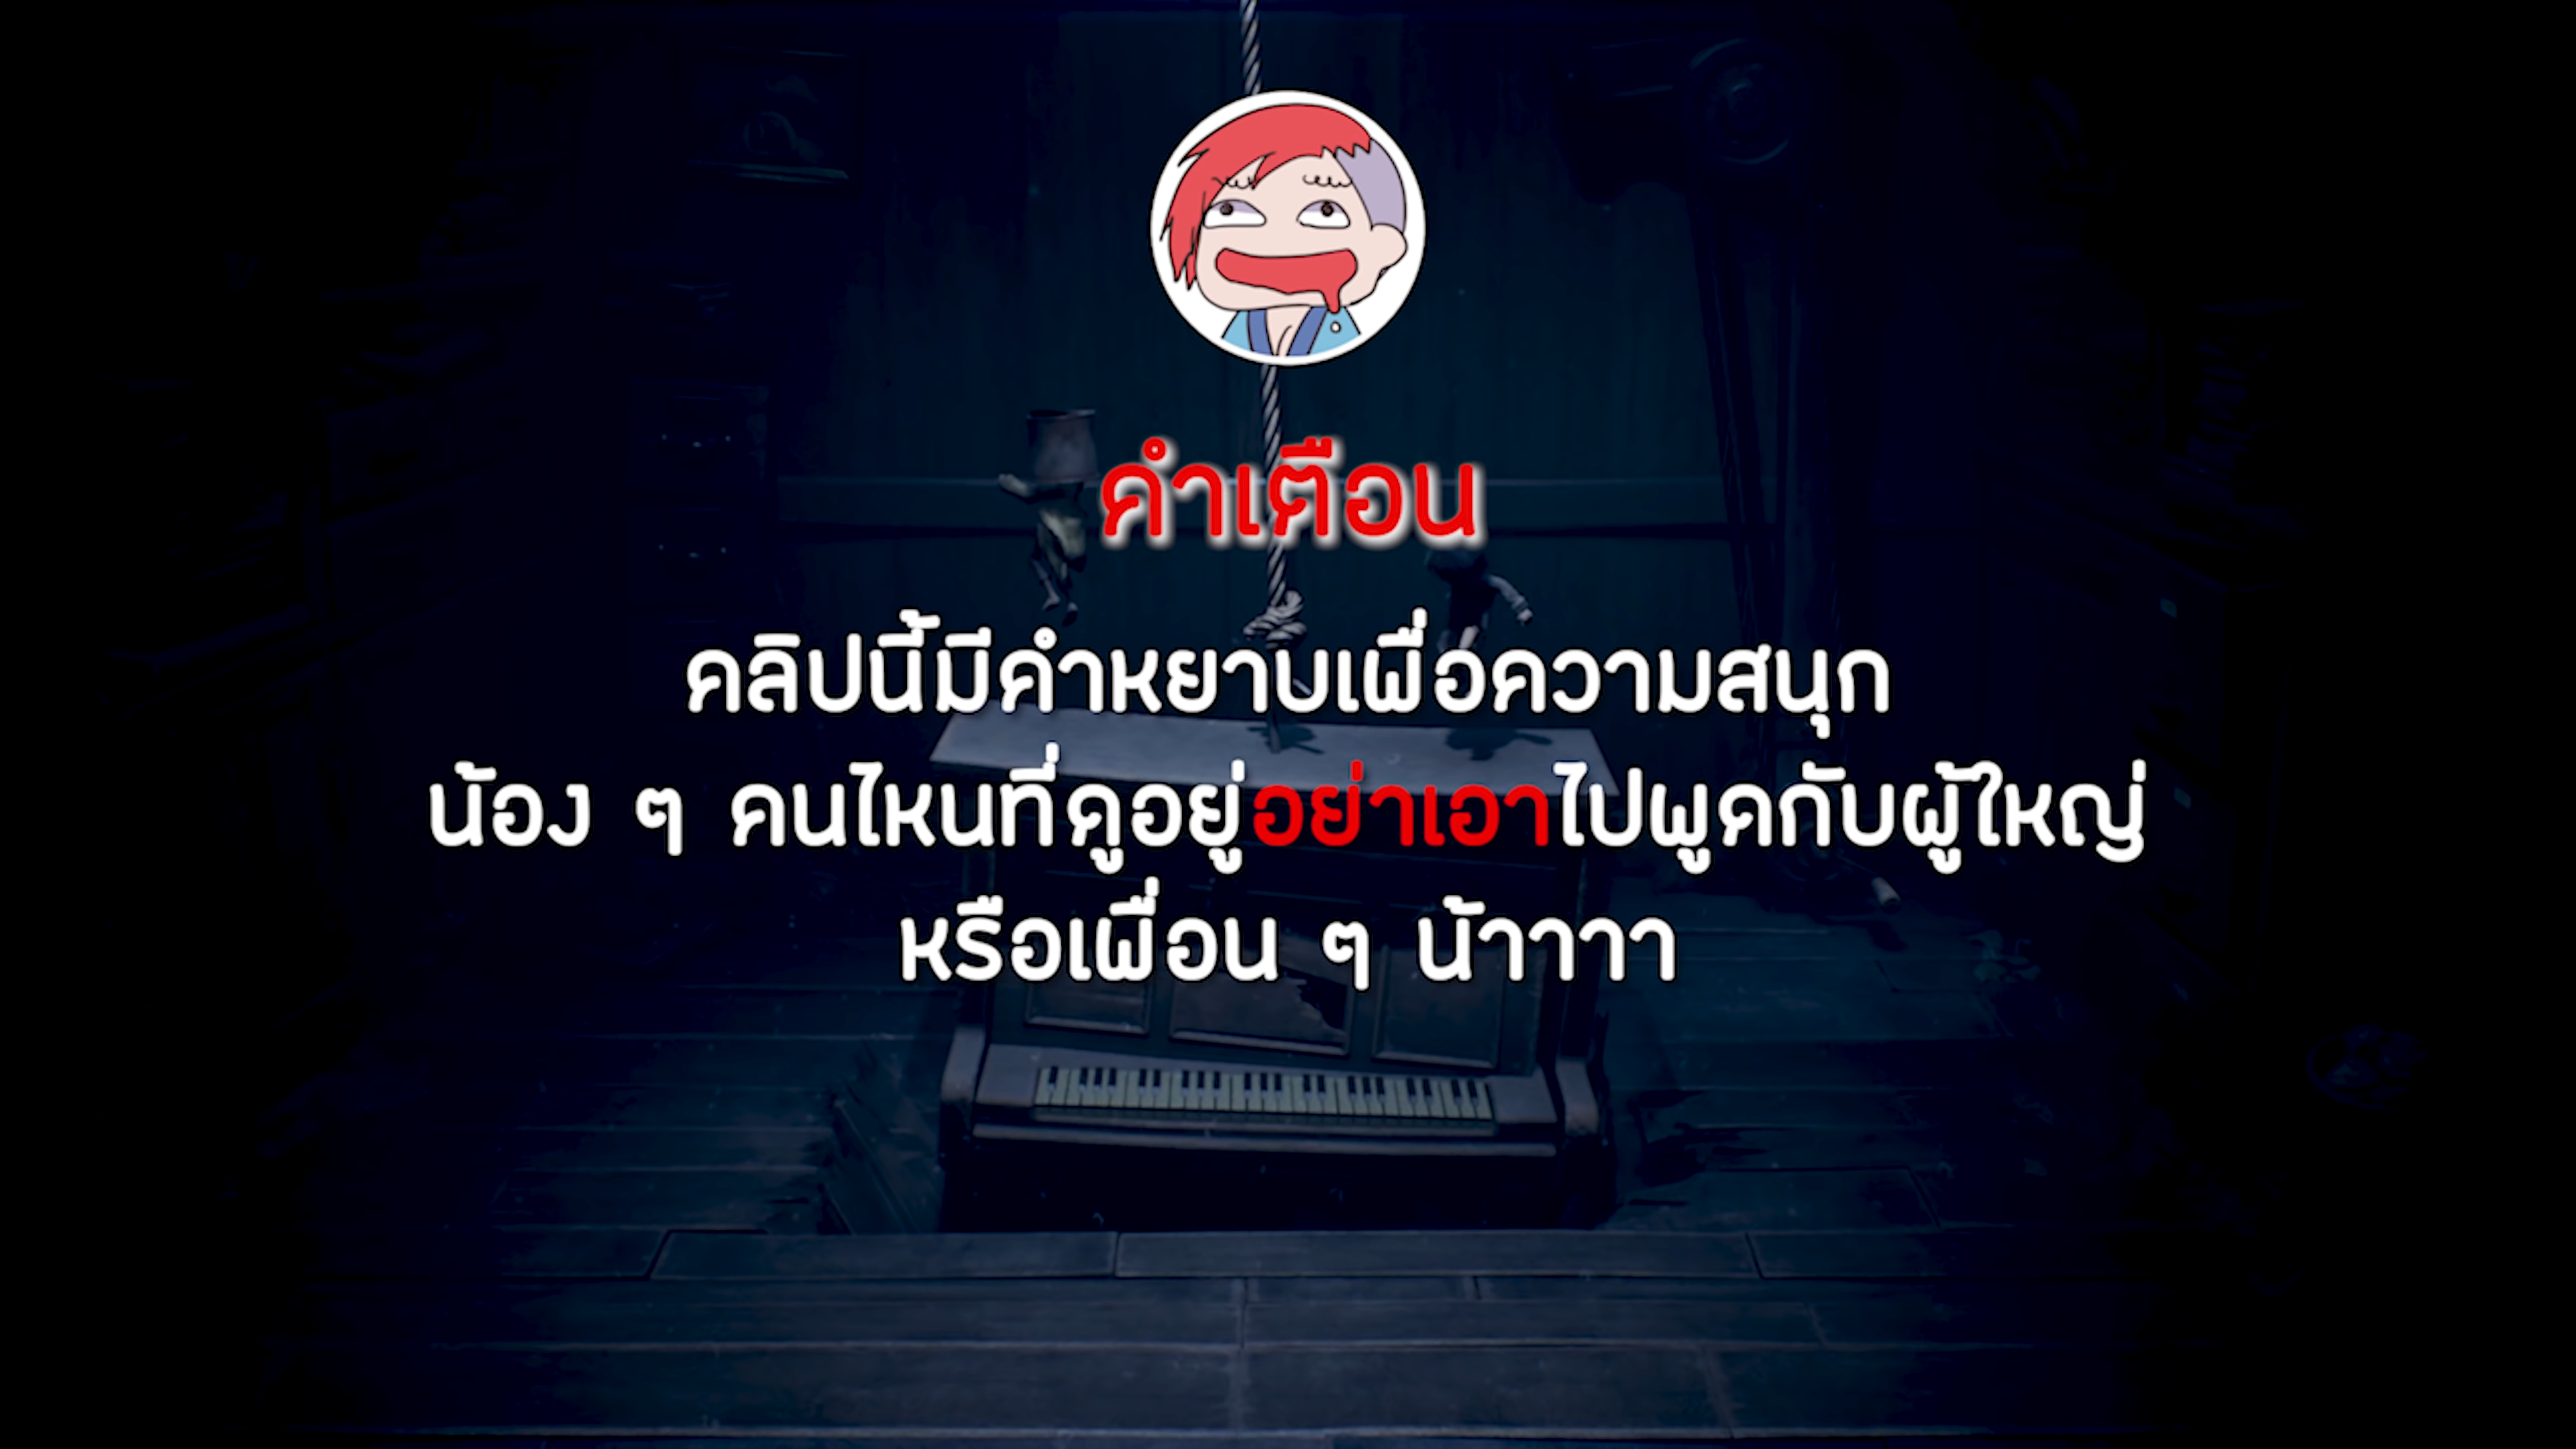 คำเตือน
คลิปนี้มีคำหยาบเพื่อความสนุก
น้อง ๆ คนไหนที่ดูอยู่อย่าเอาไปพูดกับผู้ใหญ่
หรือเพื่อน ๆ น้าาาาา